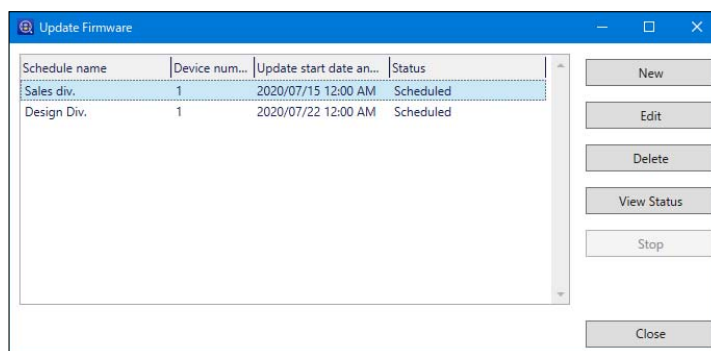 Update Firmware
Schedule name Device num... Update start date an... Status
Sales div. 1 2020/07/15 12:00 AM Scheduled
Design Div. 1 2020/07/22 12:00 AM Scheduled
New
Edit
Delete
View Status
Stop
Close